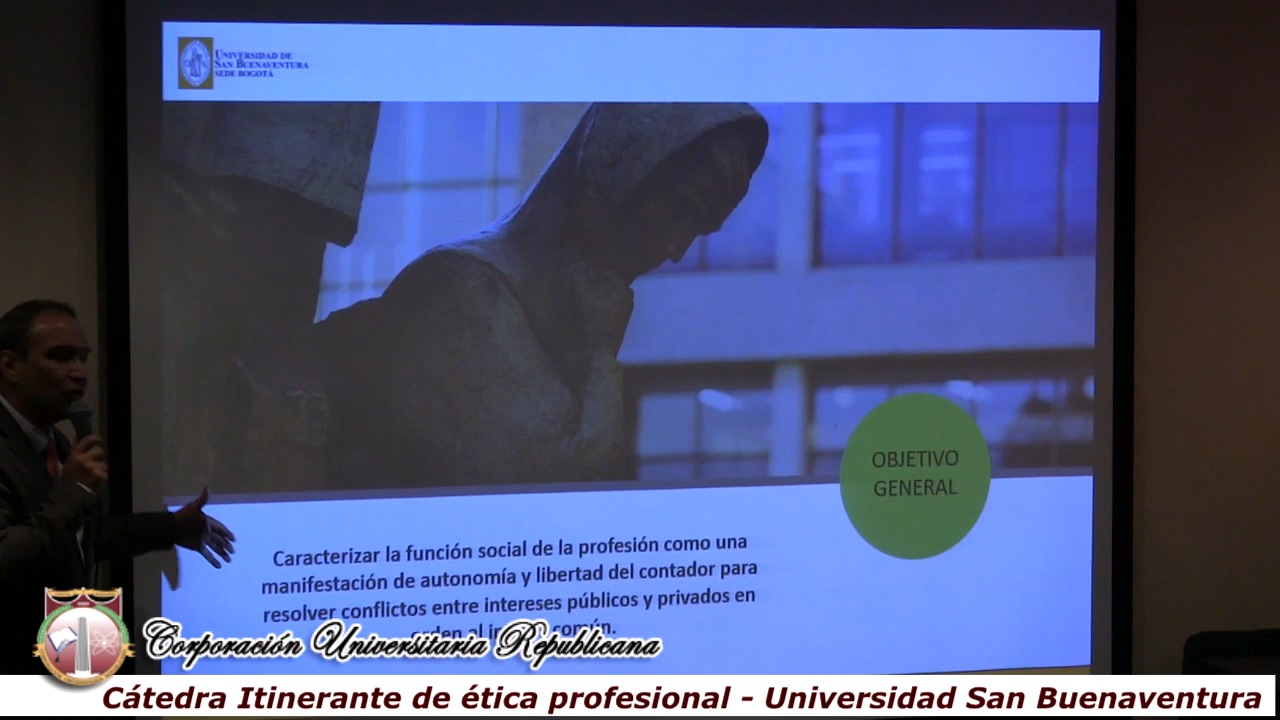 UNIVERSIDAD DE
SAN BUENAVENTURA
SEDE BOGOTÁ
OBJETIVO
GENERAL
Caracterizar la función social de la profesión como una
manifestación de autonomía y libertad del contador para
resolver conflictos entre intereses públicos y privados en
orden al común.
Corporación Universitaria Republicana
Cátedra Itinerante de ética profesional - Universidad San Buenaventura